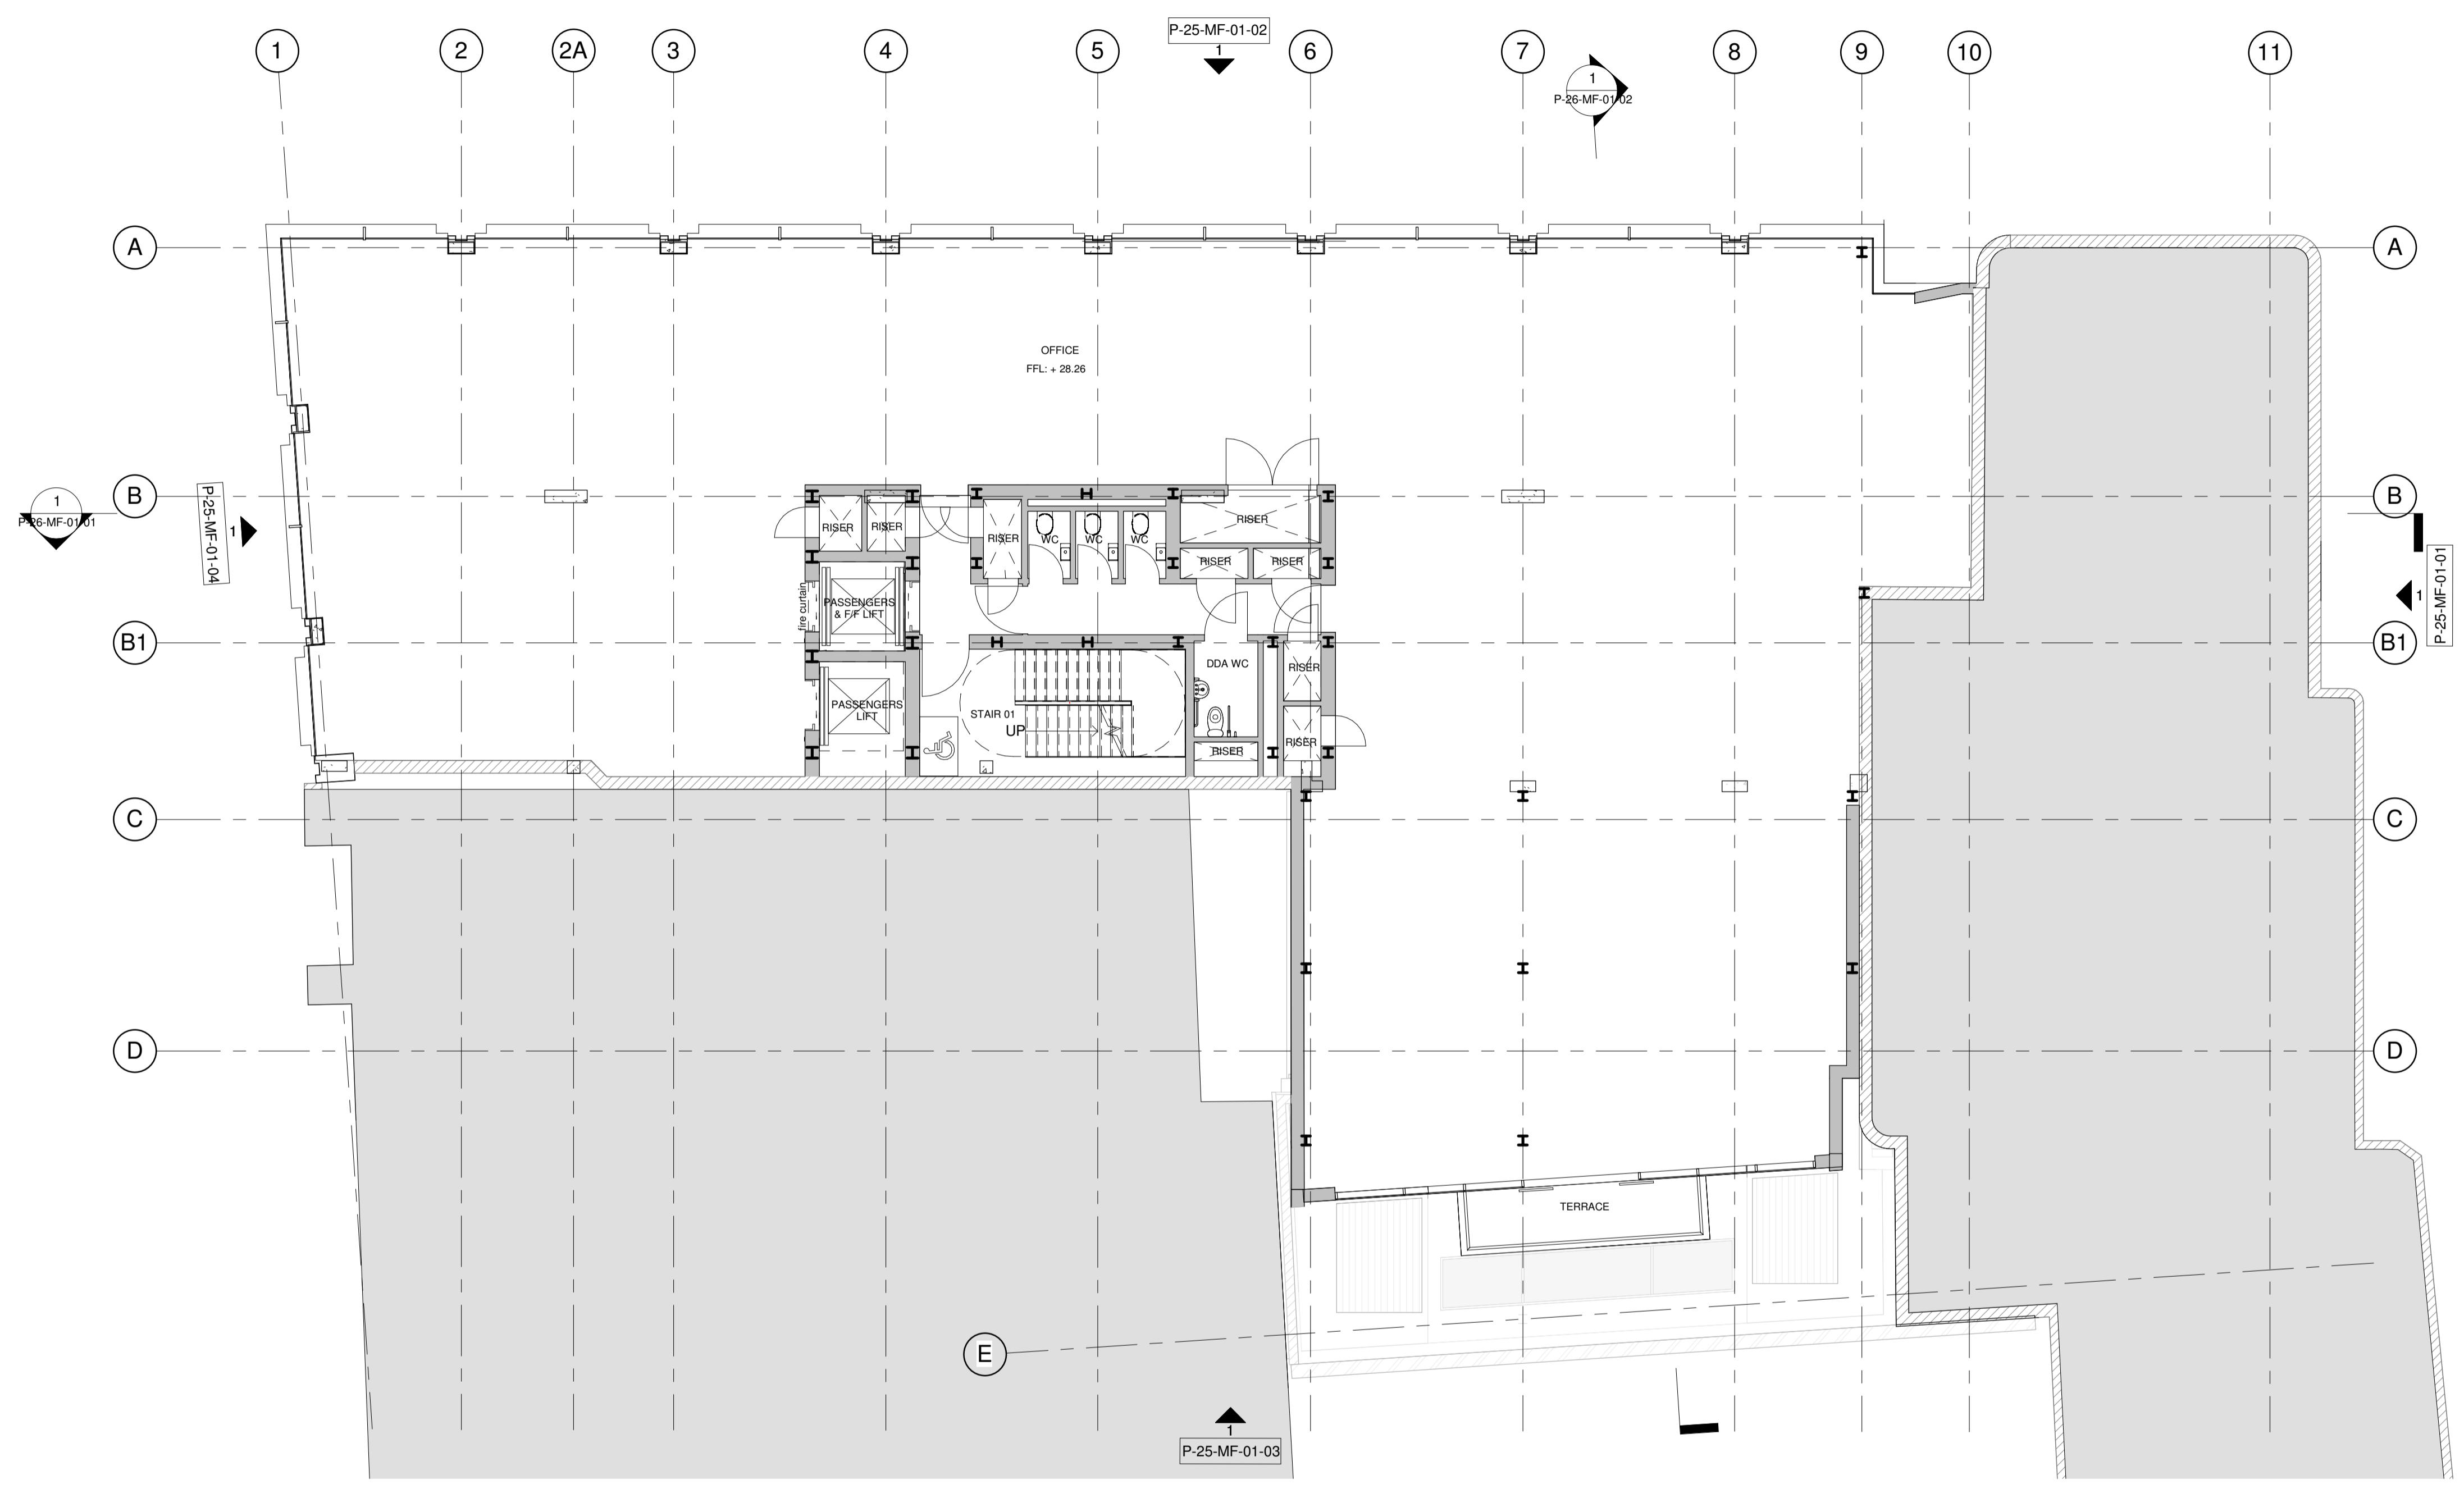 P-25-MF-01-02
1
1
2
2A
3
4
5
6
7
8
9
10
11
1
P-26-MF-01-02
A
A
OFFICE
FFL: + 28.26
B
B
1
P-26-MF-01-01
P-25-MF-01-04
1
RISER
RISER
RISER
WC
WC
WC
RISER
RISER
RISER
fire curtain
PASSENGERS
& F/F LIFT
P-25-MF-01-01
1
B1
B1
DDA WC
RISER
PASSENGERS
LIFT
STAIR 01
UP
RISER
RISER
C
C
D
D
TERRACE
E
1
P-25-MF-01-03